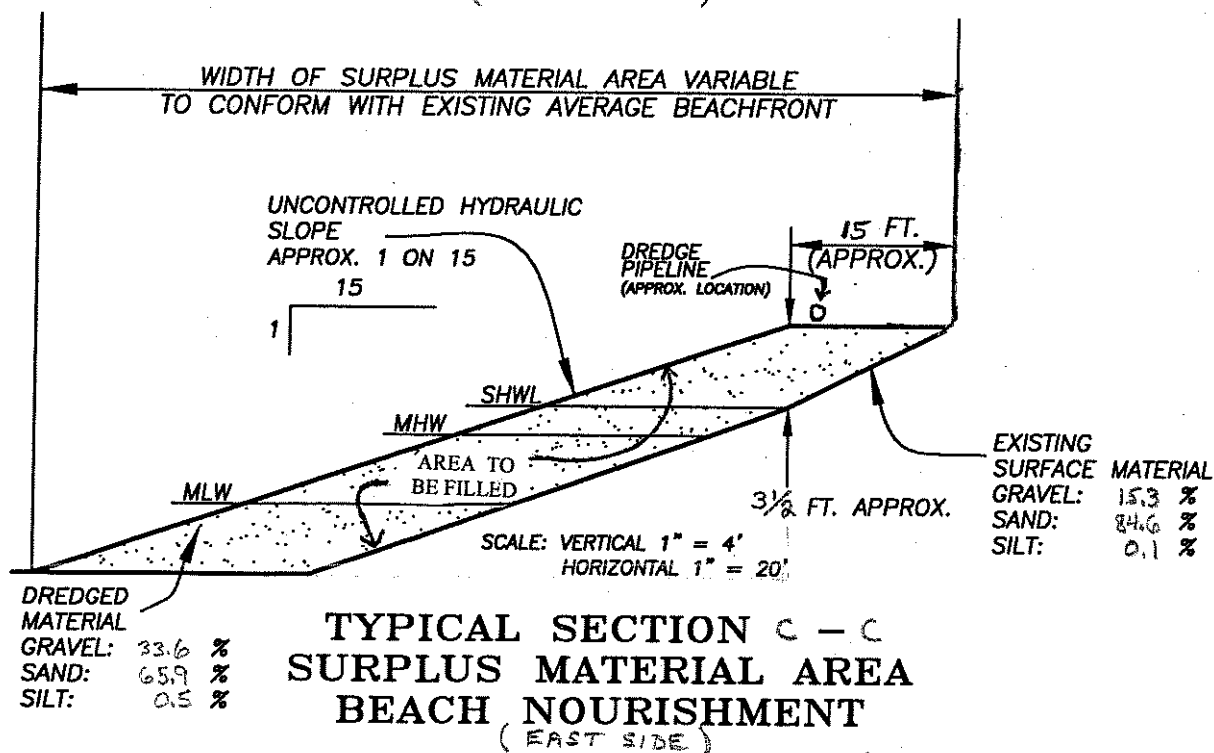 WIDTH OF SURPLUS MATERIAL AREA VARIABLE
TO CONFORM WITH EXISTING AVERAGE BEACHFRONT
UNCONTROLLED HYDRAULIC
SLOPE
APPROX. 1 ON 15
15
1
DREDGE
PIPELINE
(APPROX. LOCATION)
15 FT.
(APPROX.)
SHWL
MHW
MLW
AREA TO
BE FILLED
3½ FT. APPROX.
SCALE: VERTICAL 1" = 4'
HORIZONTAL 1" = 20'
EXISTING
SURFACE MATERIAL
GRAVEL: 15.3 %
SAND: 84.6 %
SILT: 0.1 %
DREDGED
MATERIAL
GRAVEL: 33.6 %
SAND: 65.9 %
SILT: 0.5 %
TYPICAL SECTION C - C
SURPLUS MATERIAL AREA
BEACH NOURISHMENT
(EAST SIDE)